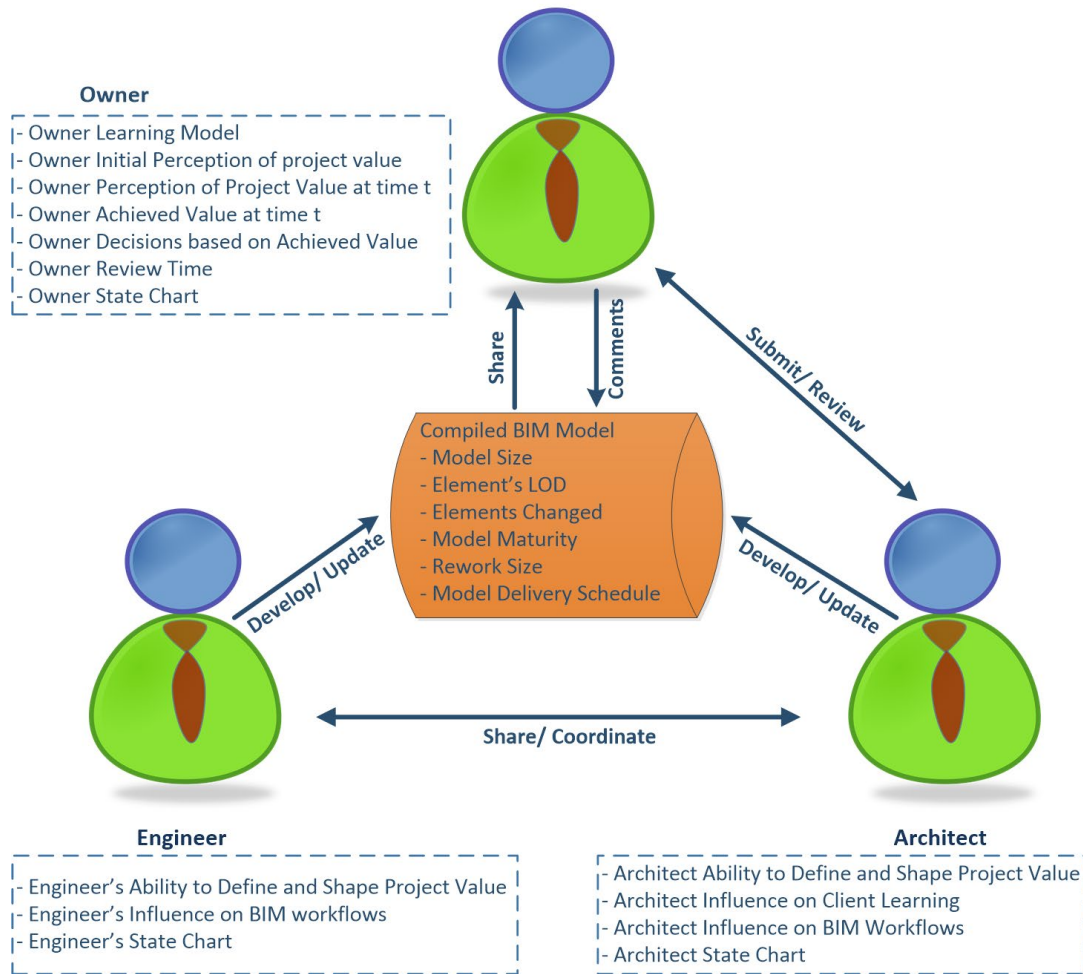 Owner
- Owner Learning Model
- Owner Initial Perception of project value
- Owner Perception of Project Value at time t
- Owner Achieved Value at time t
- Owner Decisions based on Achieved Value
- Owner Review Time
- Owner State Chart
Share
Comments
Submit/ Review
Compiled BIM Model
- Model Size
- Element's LOD
- Elements Changed
- Model Maturity
- Rework Size
- Model Delivery Schedule
Develop/ Update
Develop/ Update
Share/ Coordinate
Engineer
- Engineer's Ability to Define and Shape Project Value
- Engineer's Influence on BIM workflows
- Engineer's State Chart
Architect
- Architect Ability to Define and Shape Project Value
- Architect Influence on Client Learning
- Architect Influence on BIM Workflows
- Architect State Chart